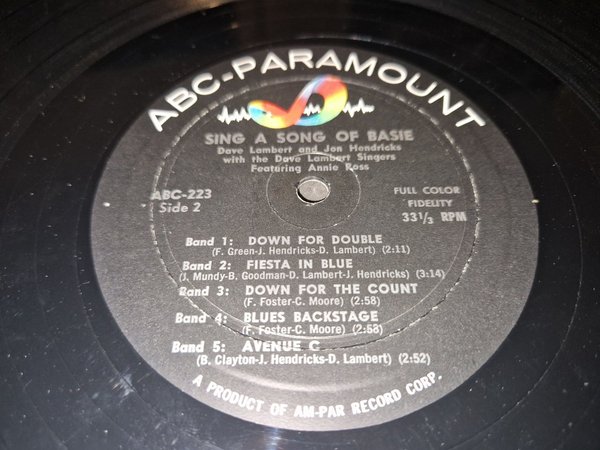 ABC-PARAMOUNT
SING A SONG OF BASIE
Dave Lambert and Jon Hendricks
with the Dave Lambert Singers
Featuring Annie Ross
ABC-223
Side 2
FULL COLOR
FIDELITY
33 1/3 RPM
Band 1: DOWN FOR DOUBLE
(F. Green-J. Hendricks-D. Lambert) (2:11)
Band 2: FIESTA IN BLUE
(J. Mundy-B. Goodman-D. Lambert-J. Hendricks) (3:14)
Band 3: DOWN FOR THE COUNT
(F. Foster-C. Moore) (2:58)
Band 4: BLUES BACKSTAGE
(F. Foster-C. Moore) (2:58)
Band 5: AVENUE C
(B. Clayton-J. Hendricks-D. Lambert) (2:52)
A PRODUCT OF AM-PAR RECORD CORP.